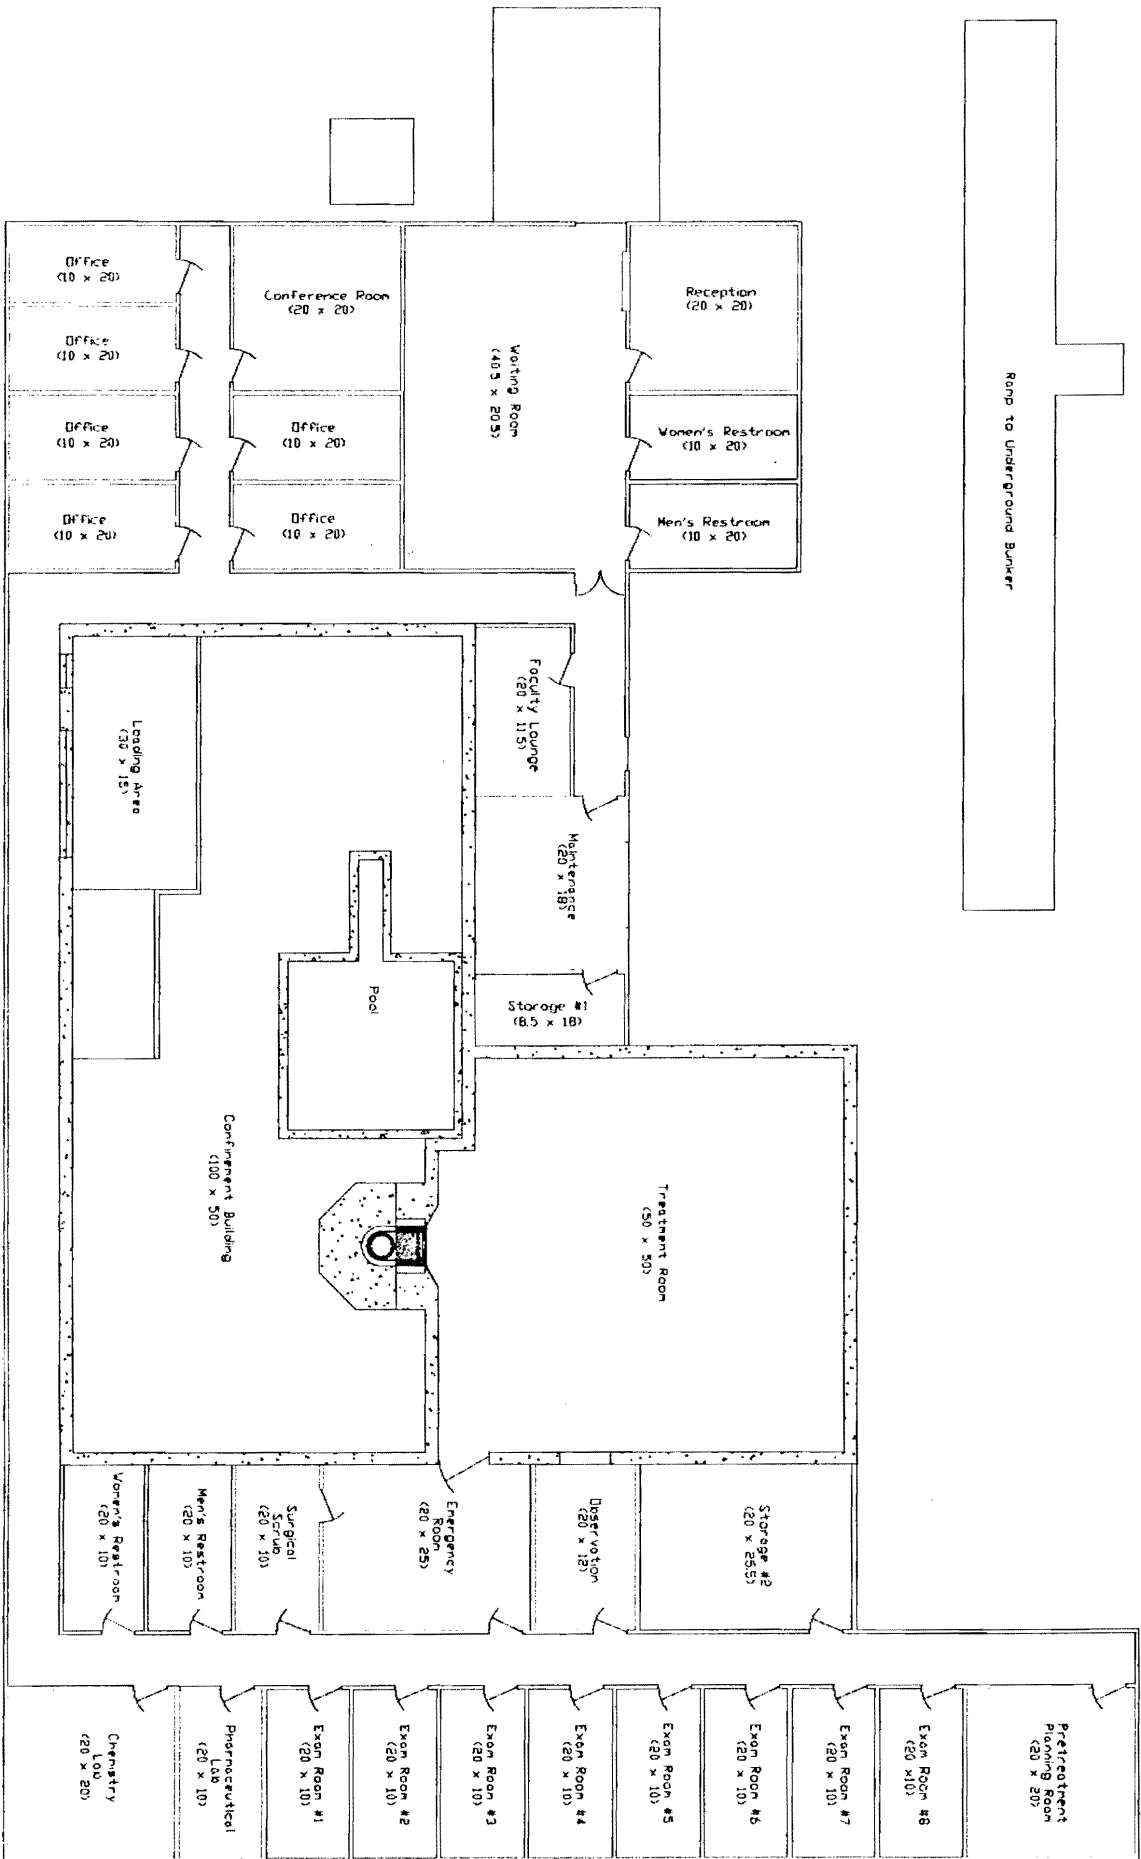 Office
(10 x 20)
Conference Room
(20 x 20)
Reception
(20 x 20)
Office
(10 x 20)
Waiting Room
(40.5 x 20.5)
Ramp to Underground Bunker
Office
(10 x 20)
Office
(10 x 20)
Women's Restroom
(10 x 20)
Office
(10 x 20)
Office
(10 x 20)
Men's Restroom
(10 x 20)
Faculty Lounge
(20 x 11.5)
Loading Area
(30 x 15)
Maintenance
(20 x 18)
Pool
Storage #1
(8.5 x 18)
Confinement Building
(100 x 50)
Treatment Room
(50 x 50)
Women's Restroom
(20 x 10)
Men's Restroom
(20 x 10)
Surgical
Scrub
(20 x 10)
Emergency
Room
(20 x 25)
Observation
(20 x 12)
Storage #2
(20 x 25.5)
Chemistry
Lab
(20 x 20)
Pharmaceutical
Lab
(20 x 10)
Exam Room #1
(20 x 10)
Exam Room #2
(20 x 10)
Exam Room #3
(20 x 10)
Exam Room #4
(20 x 10)
Exam Room #5
(20 x 10)
Exam Room #6
(20 x 10)
Exam Room #7
(20 x 10)
Exam Room #8
(20 x10)
Pretreatment
Planning Room
(20 x 20)